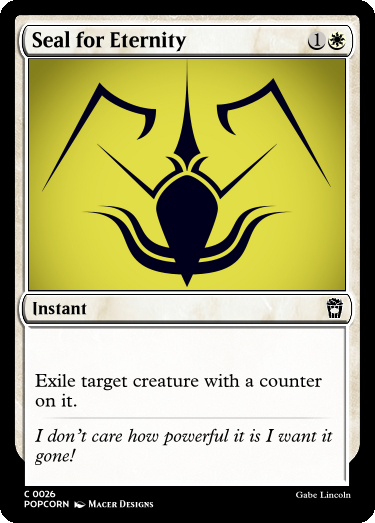 Seal for Eternity 1
Instant
Exile target creature with a counter
on it.
I don't care how powerful it is I want it
gone!
C 0026
POPCORN Macer Designs
Gabe Lincoln